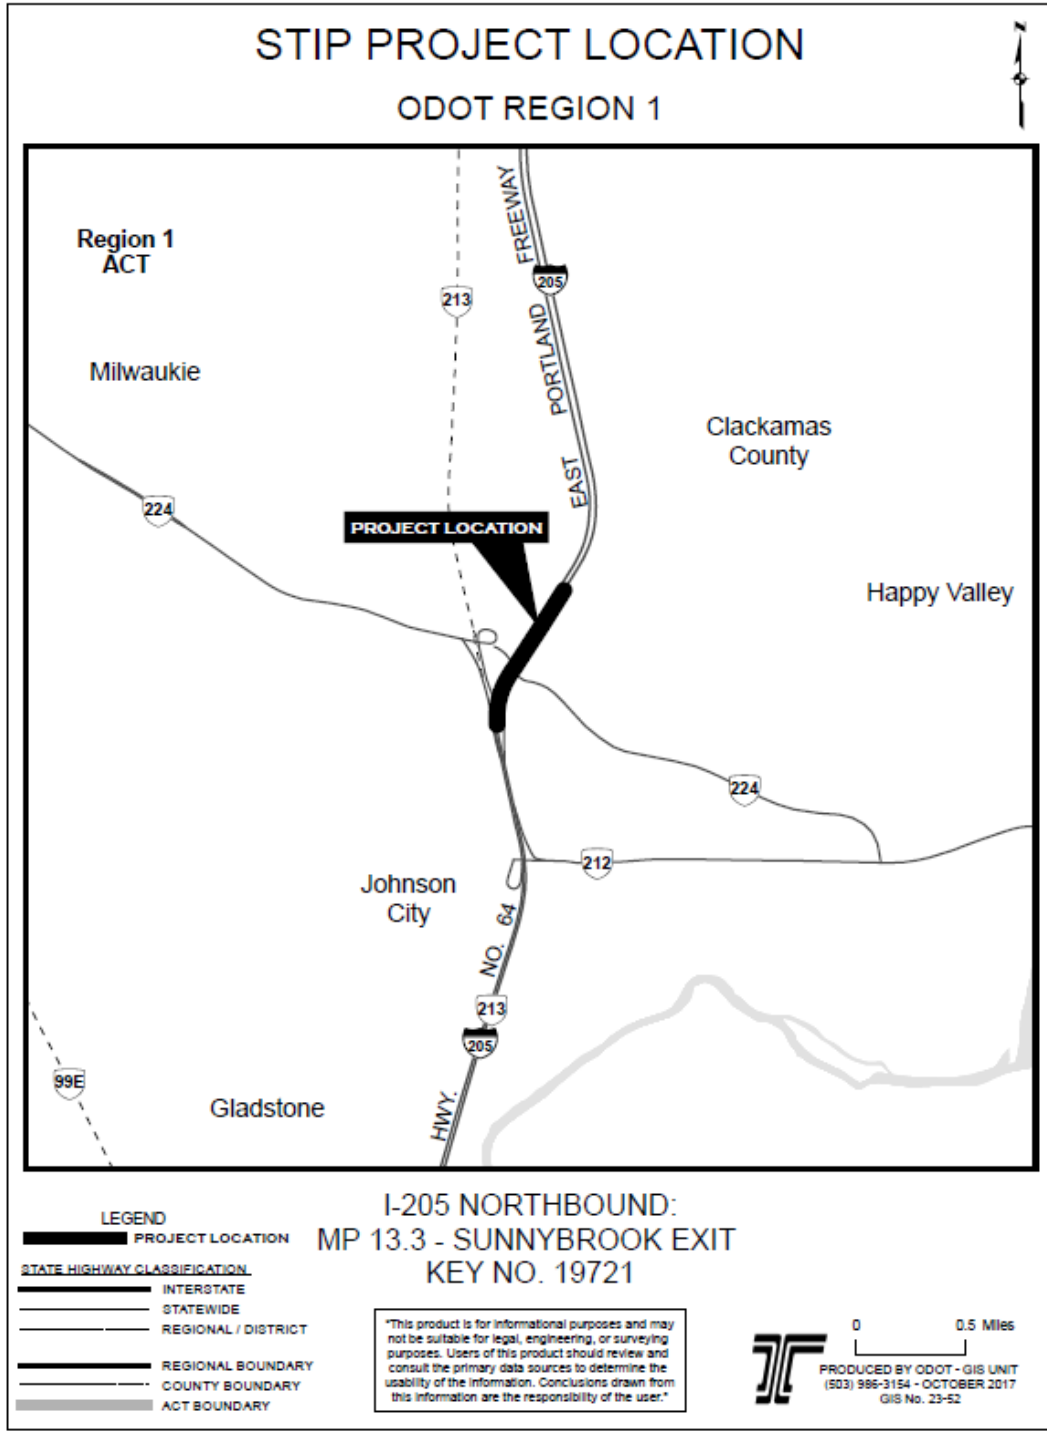 STIP PROJECT LOCATION
ODOT REGION 1
N
Region 1
ACT
FREEWAY
205
213
PORTLAND
Milwaukie
Clackamas
County
EAST
224
PROJECT LOCATION
Happy Valley
224
212
Johnson
City
NO. 64
213
205
99E
Gladstone
HWY.
I-205 NORTHBOUND:
MP 13.3 - SUNNYBROOK EXIT
KEY NO. 19721
LEGEND
PROJECT LOCATION
STATE HIGHWAY CLASSIFICATION
INTERSTATE
STATEWIDE
REGIONAL / DISTRICT
REGIONAL BOUNDARY
COUNTY BOUNDARY
ACT BOUNDARY
"This product is for informational purposes and may
not be suitable for legal, engineering, or surveying
purposes. Users of this product should review and
consult the primary data sources to determine the
usability of the information. Conclusions drawn from
this information are the responsibility of the user."
0 0.5 Miles
PRODUCED BY ODOT - GIS UNIT
(503) 986-3154 - OCTOBER 2017
GIS No. 23-52